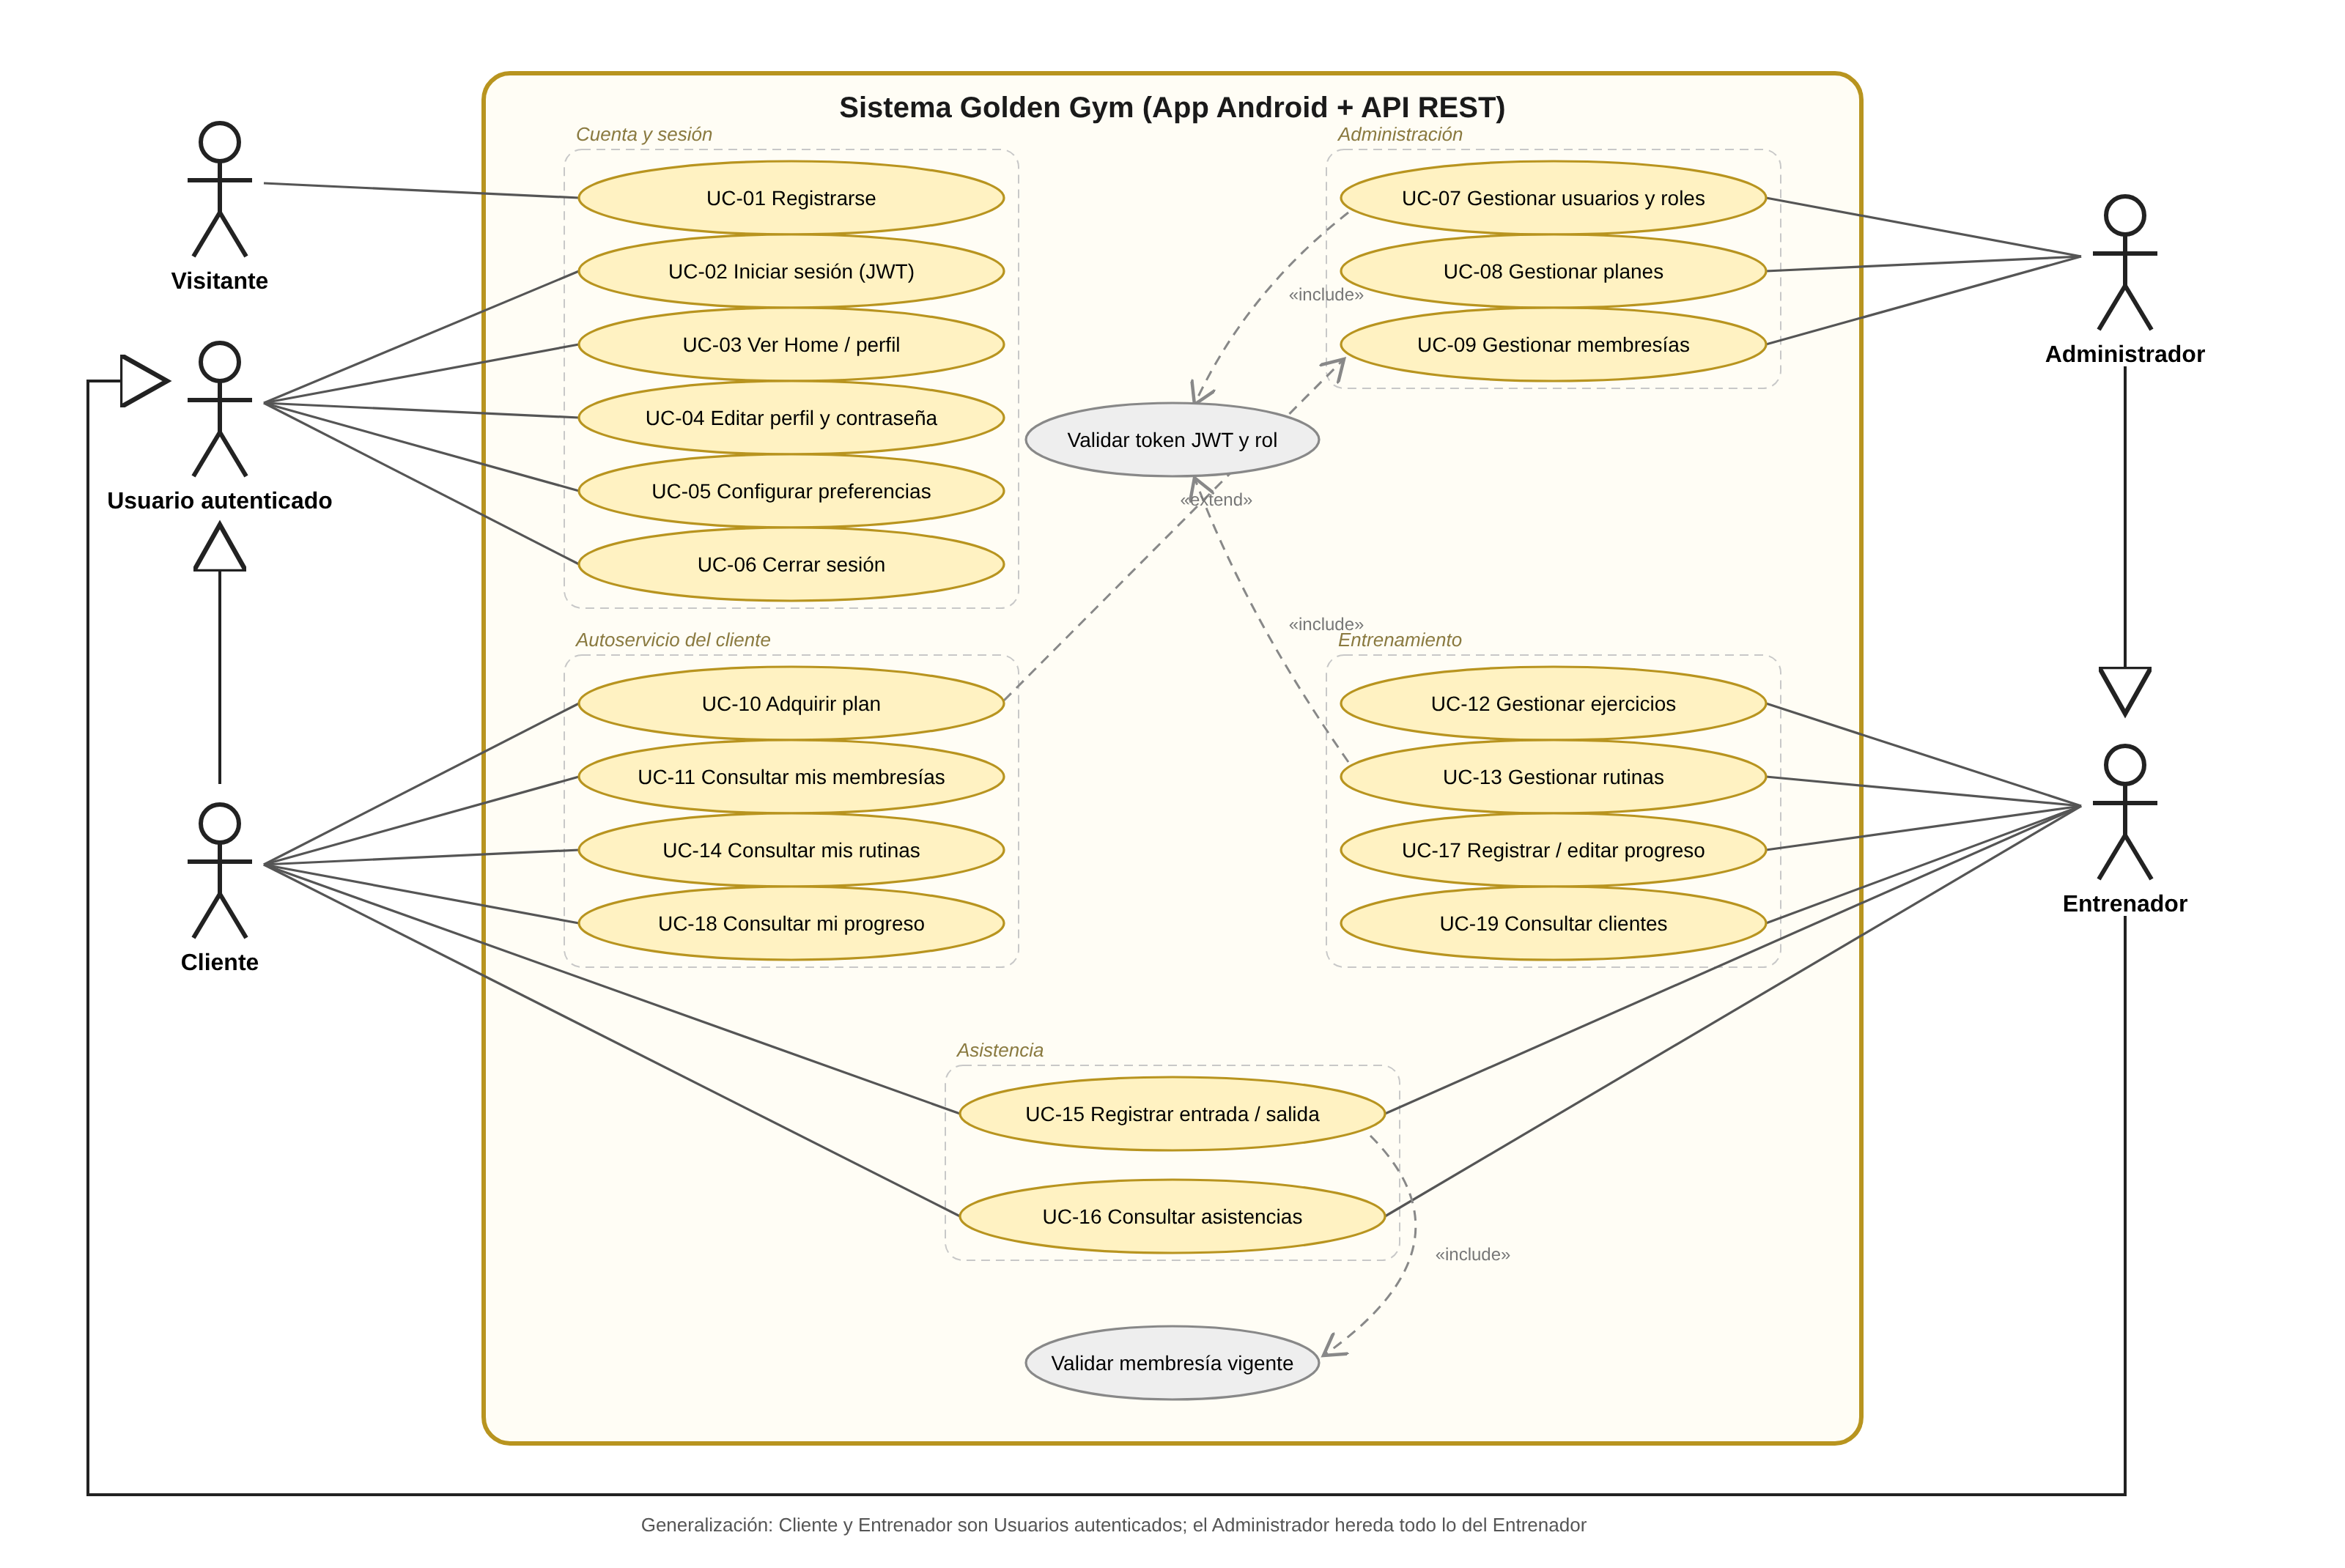 Sistema Golden Gym (App Android + API REST)
Cuenta y sesión
UC-01 Registrarse
UC-02 Iniciar sesión (JWT)
UC-03 Ver Home / perfil
UC-04 Editar perfil y contraseña
UC-05 Configurar preferencias
UC-06 Cerrar sesión
Administración
UC-07 Gestionar usuarios y roles
UC-08 Gestionar planes
UC-09 Gestionar membresías
Visitante
Usuario autenticado
Administrador
«include»
Validar token JWT y rol
«extend»
«include»
Autoservicio del cliente
UC-10 Adquirir plan
UC-11 Consultar mis membresías
UC-14 Consultar mis rutinas
UC-18 Consultar mi progreso
Entrenamiento
UC-12 Gestionar ejercicios
UC-13 Gestionar rutinas
UC-17 Registrar / editar progreso
UC-19 Consultar clientes
Cliente
Entrenador
Asistencia
UC-15 Registrar entrada / salida
UC-16 Consultar asistencias
«include»
Validar membresía vigente
Generalización: Cliente y Entrenador son Usuarios autenticados; el Administrador hereda todo lo del Entrenador